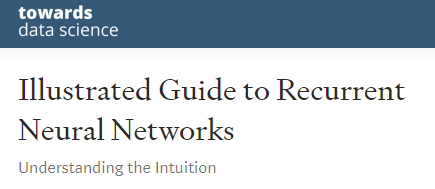 towards
data science
Illustrated Guide to Recurrent
Neural Networks
Understanding the Intuition